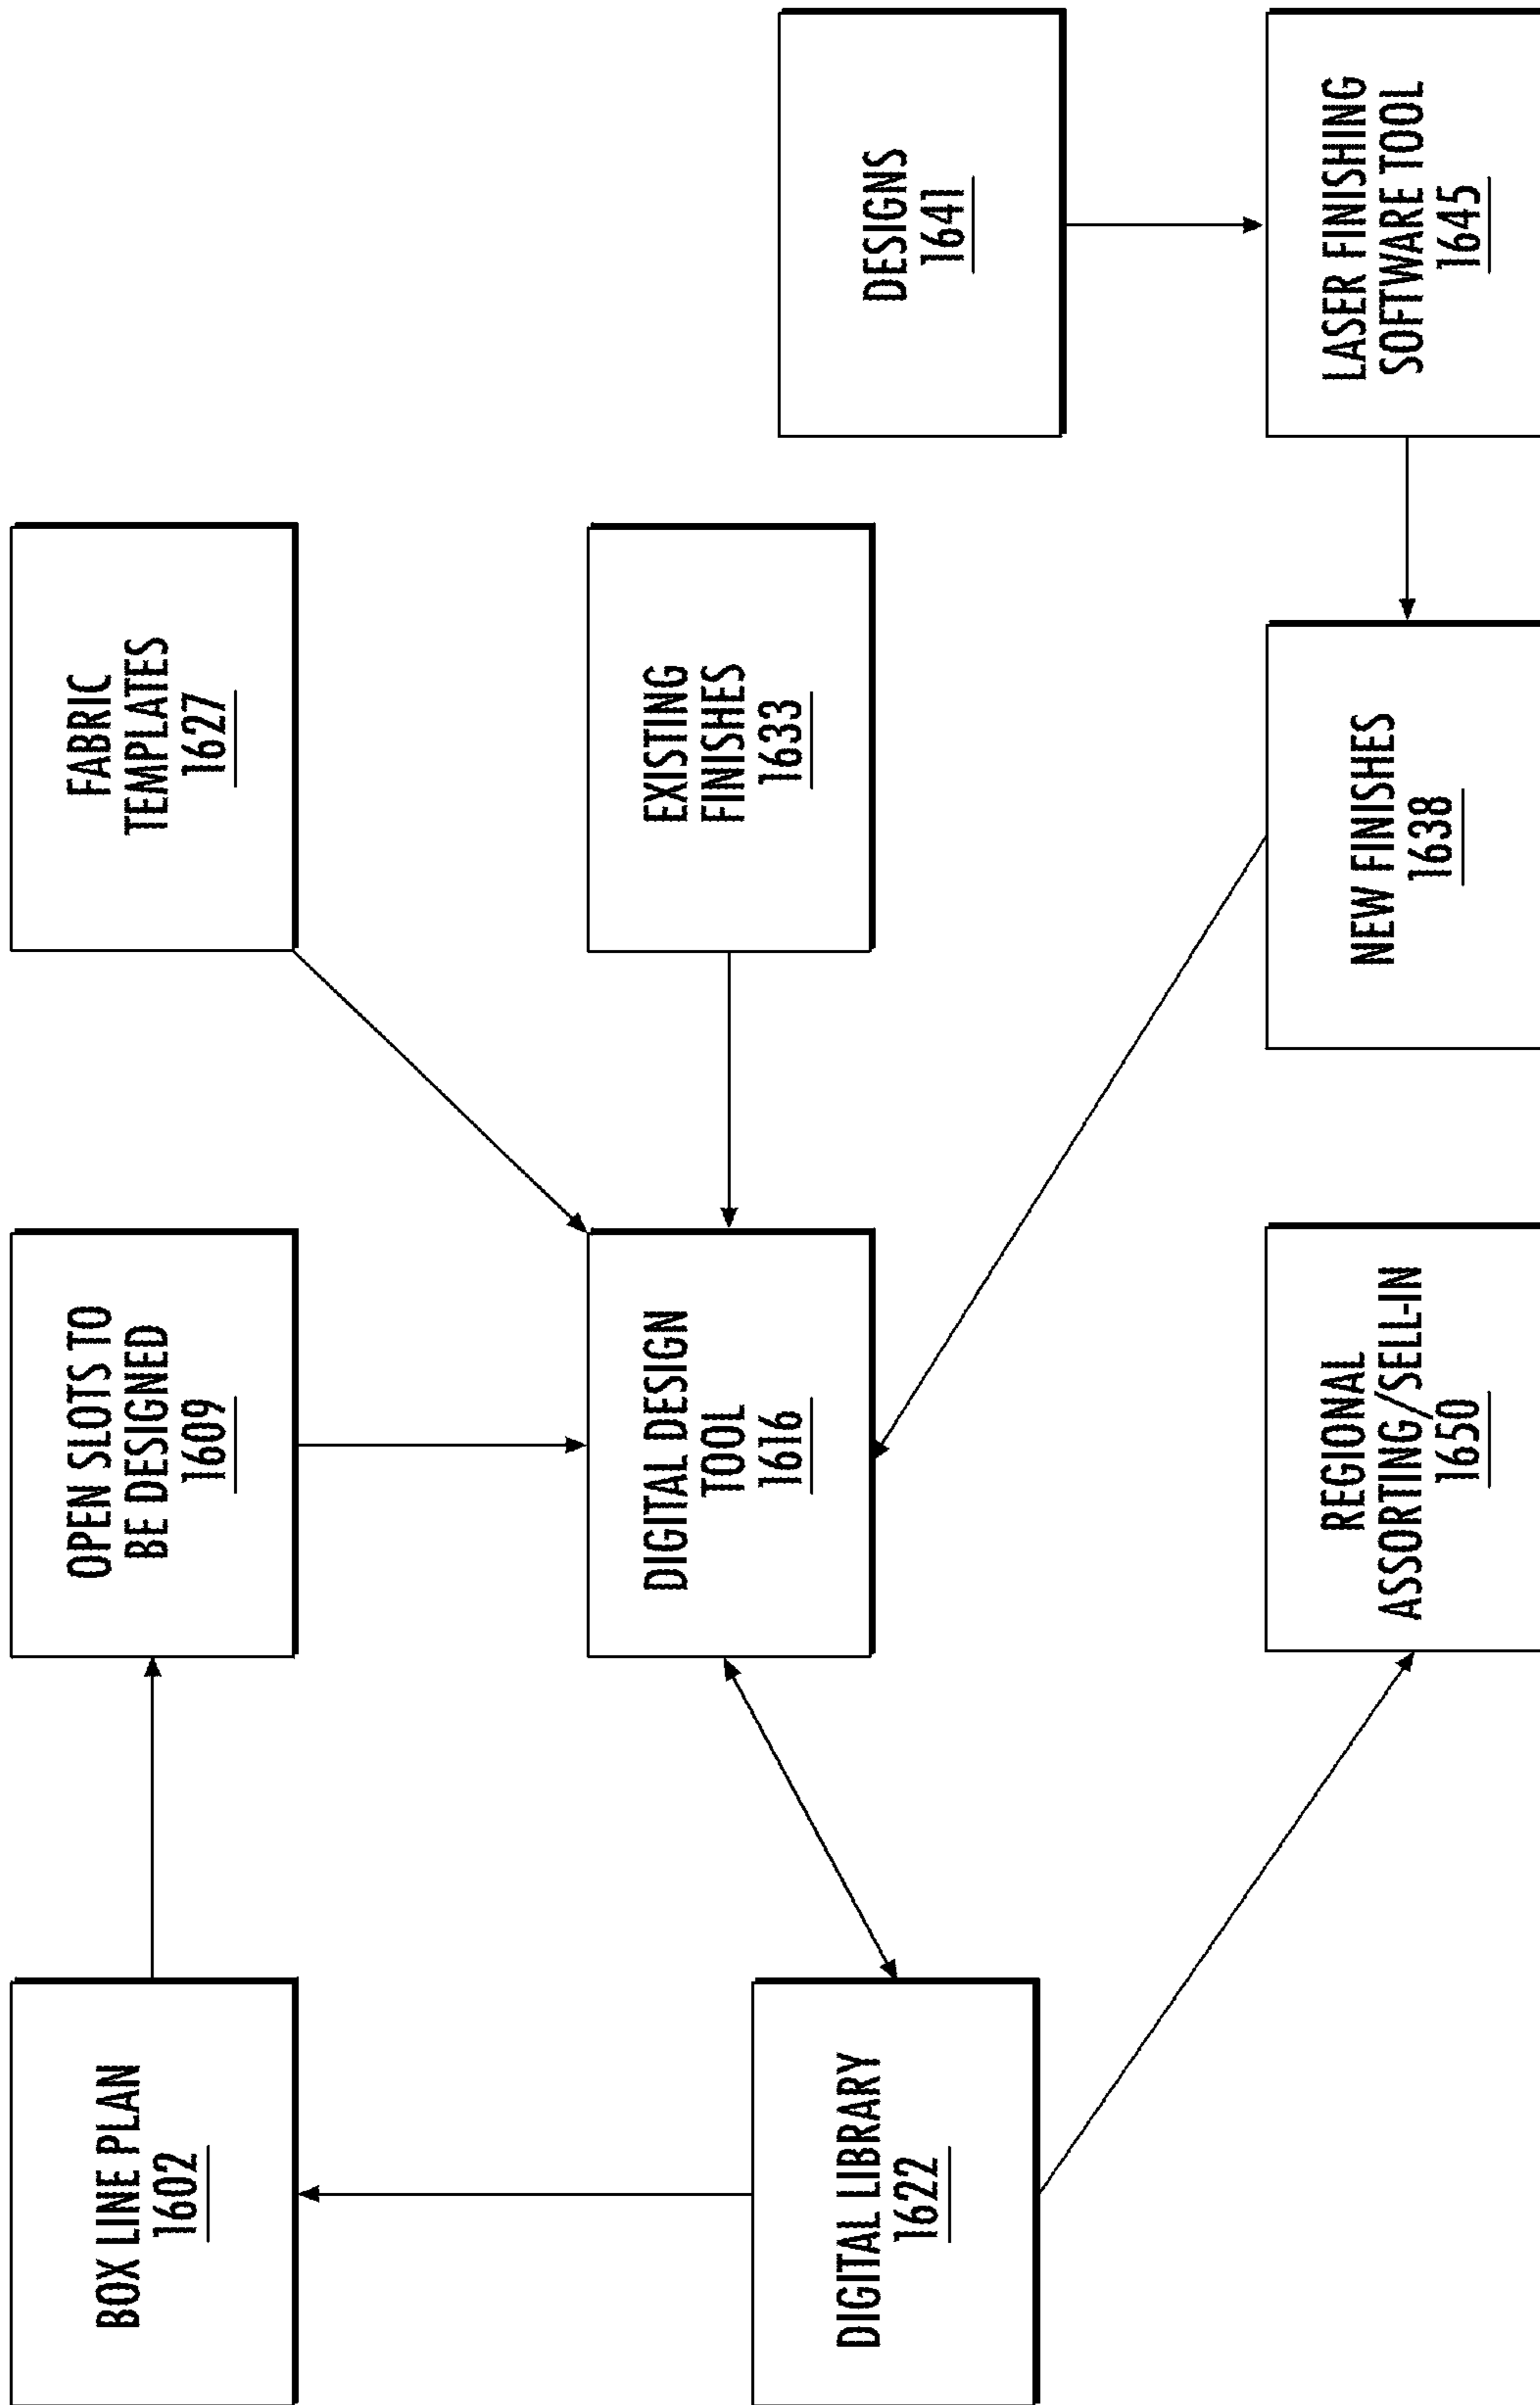 BOX LINE PLAN
1602
OPEN SLOTS TO
BE DESIGNED
1609
FABRIC
TEMPLATES
1627
DIGITAL DESIGN
TOOL
1616
EXISTING
FINISHES
1633
DIGITAL LIBRARY
1622
DESIGNS
1641
REGIONAL
ASSORTING/SELL-IN
1650
NEW FINISHES
1638
LASER FINISHING
SOFTWARE TOOL
1645